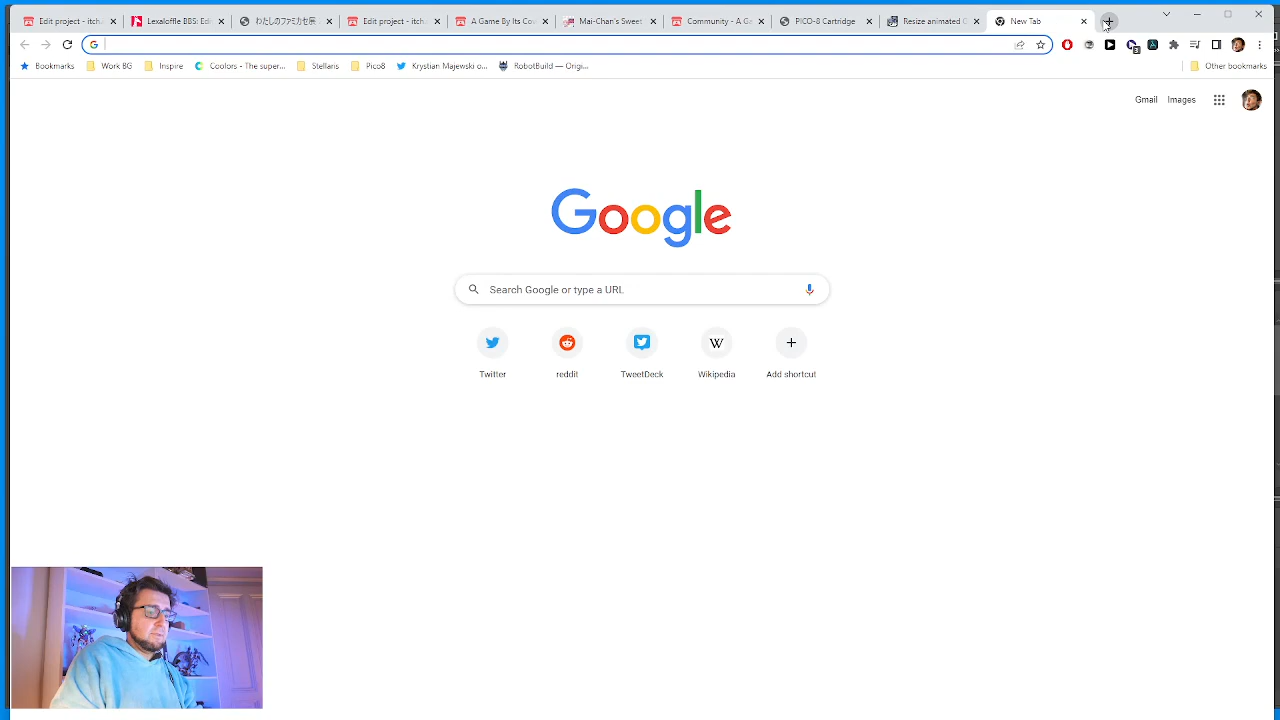 Edit project - itch.
Lexaloffle BBS: Edi
わたしのファミカセ展
Edit project - itch.
A Game By Its Cov
Mai-Chan's Sweet
Community - A Ga
PICO-8 Cartridge
Resize animated
New Tab
Bookmarks
Work BG
Inspire
Coolors - The super...
Stellaris
Pico8
Krystian Majewski o...
RobotBuild — Origi...
Other bookmarks
Gmail
Images
Google
Search Google or type a URL
Twitter
reddit
TweetDeck
Wikipedia
Add shortcut